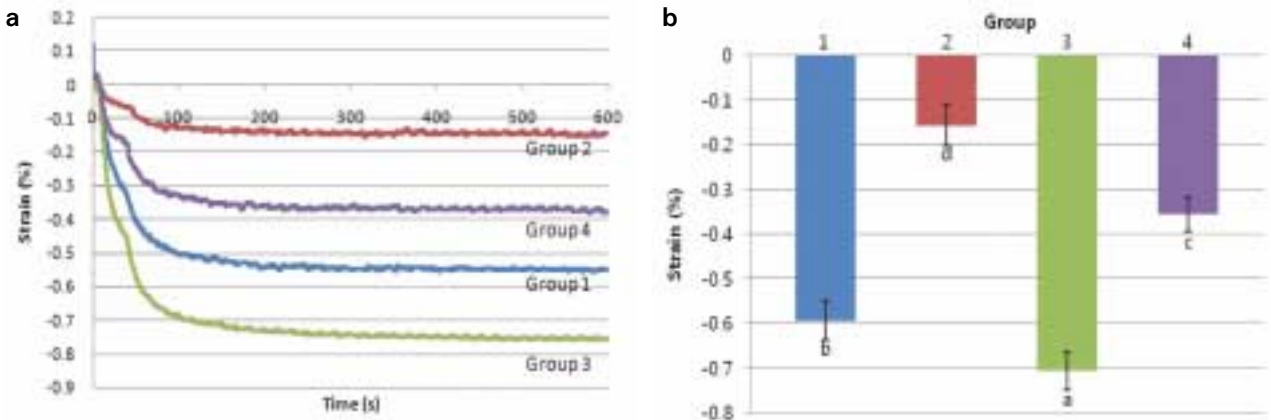 a
0.2
0.1
0
-0.1
-0.2
-0.3
-0.4
-0.5
-0.6
-0.7
-0.8
-0.9
Strain (%)
0 100 200 300 400 500 600
Group 2
Group 4
Group 1
Group 3
Time (s)
b
Group
1 2 3 4
0
-0.1
-0.2
-0.3
-0.4
-0.5
-0.6
-0.7
-0.8
Strain (%)
b
d
a
c